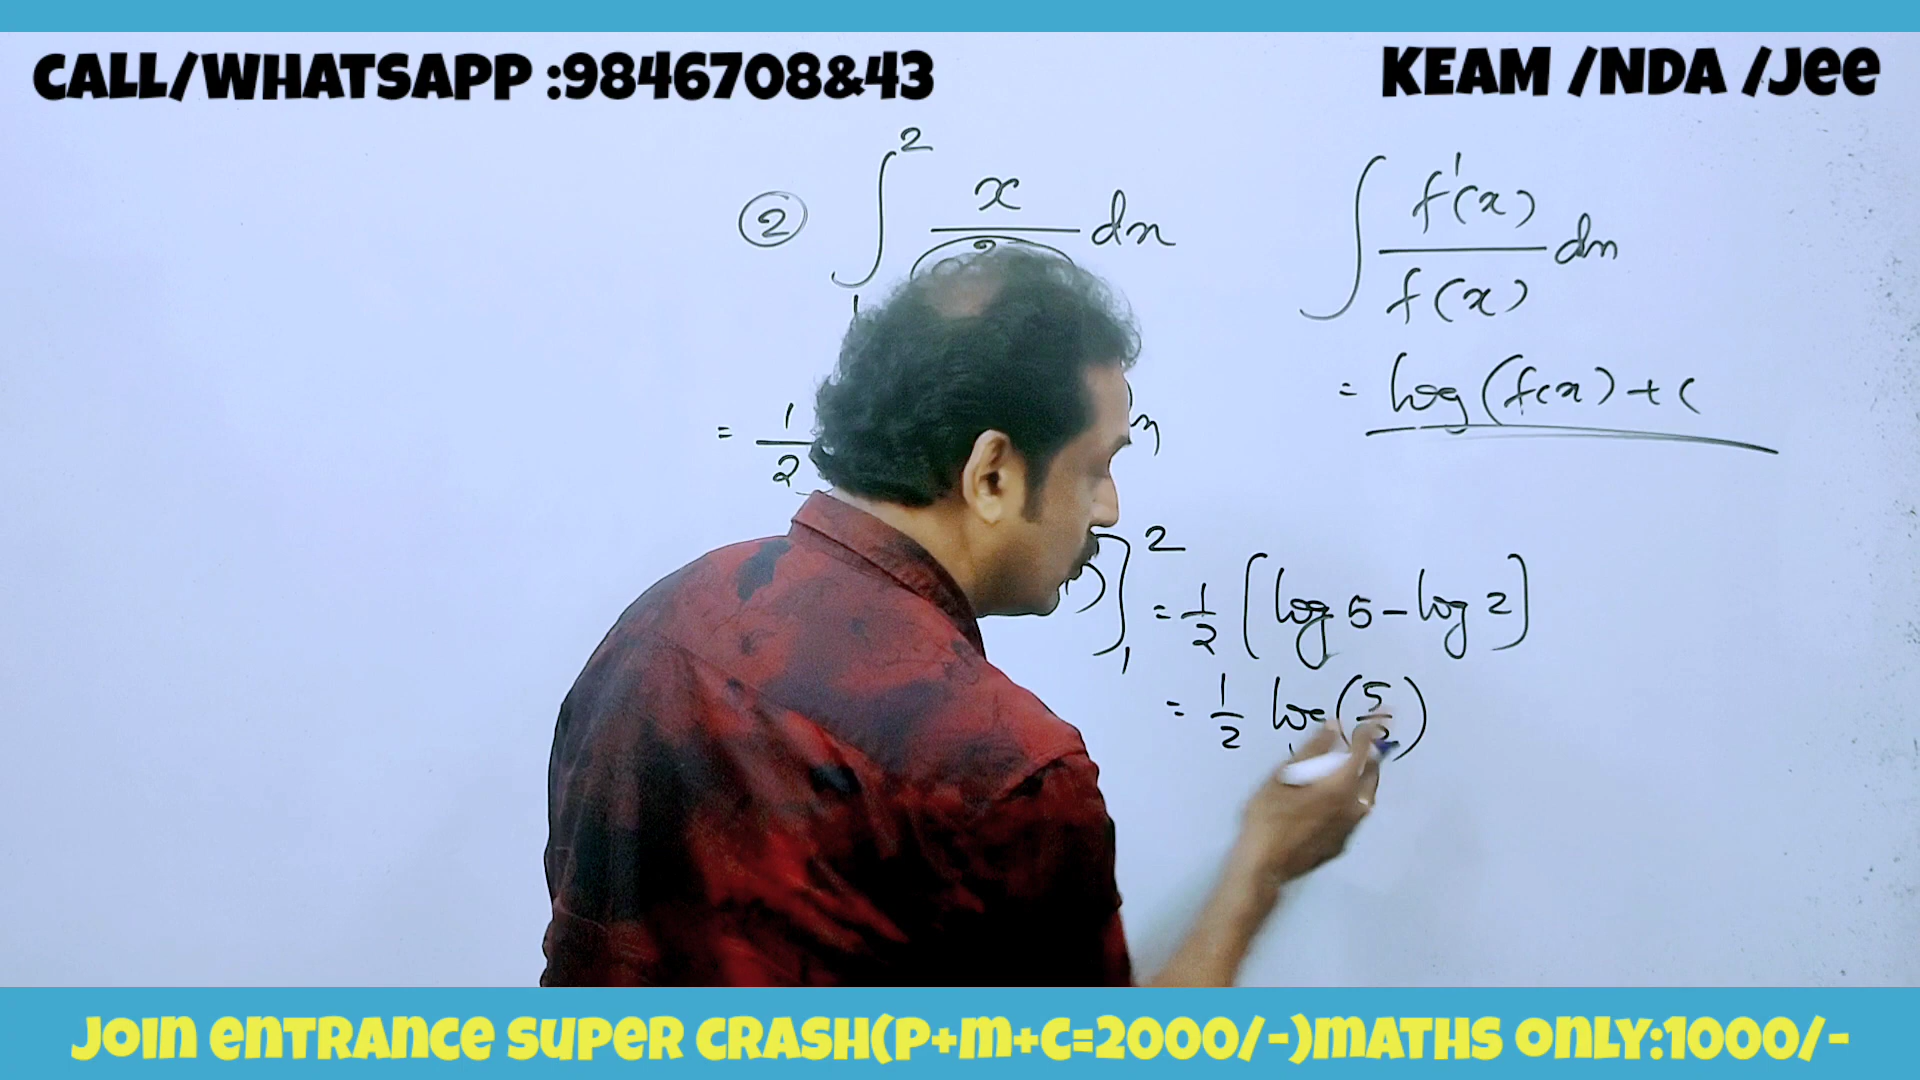 CALL/WHATSAPP :9846708&43
KEAM /NDA /Jee
② ∫₁² x dx
∫ f'(x) / f(x) dx
= log (f(x)) + c
= 1/2
]₁² = 1/2 [log 5 - log 2]
= 1/2 log (5/2)
JOIN ENTRANCE SUPER CRASH(P+M+C=2000/-)MATHS ONLY:1000/-